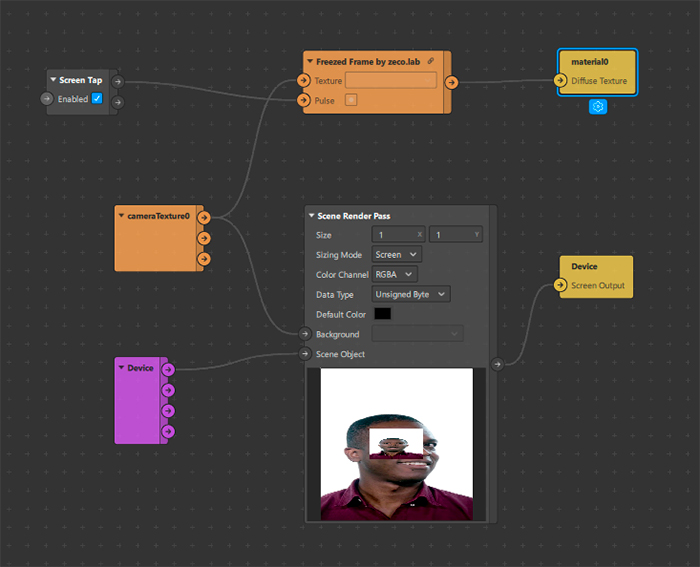 Screen Tap
Enabled
Freezed Frame by zeco.lab
Texture
Pulse
material0
Diffuse Texture
cameraTexture0
Scene Render Pass
Size 1 X 1 Y
Sizing Mode Screen
Color Channel RGBA
Data Type Unsigned Byte
Default Color
Background
Scene Object
Device
Screen Output
Device